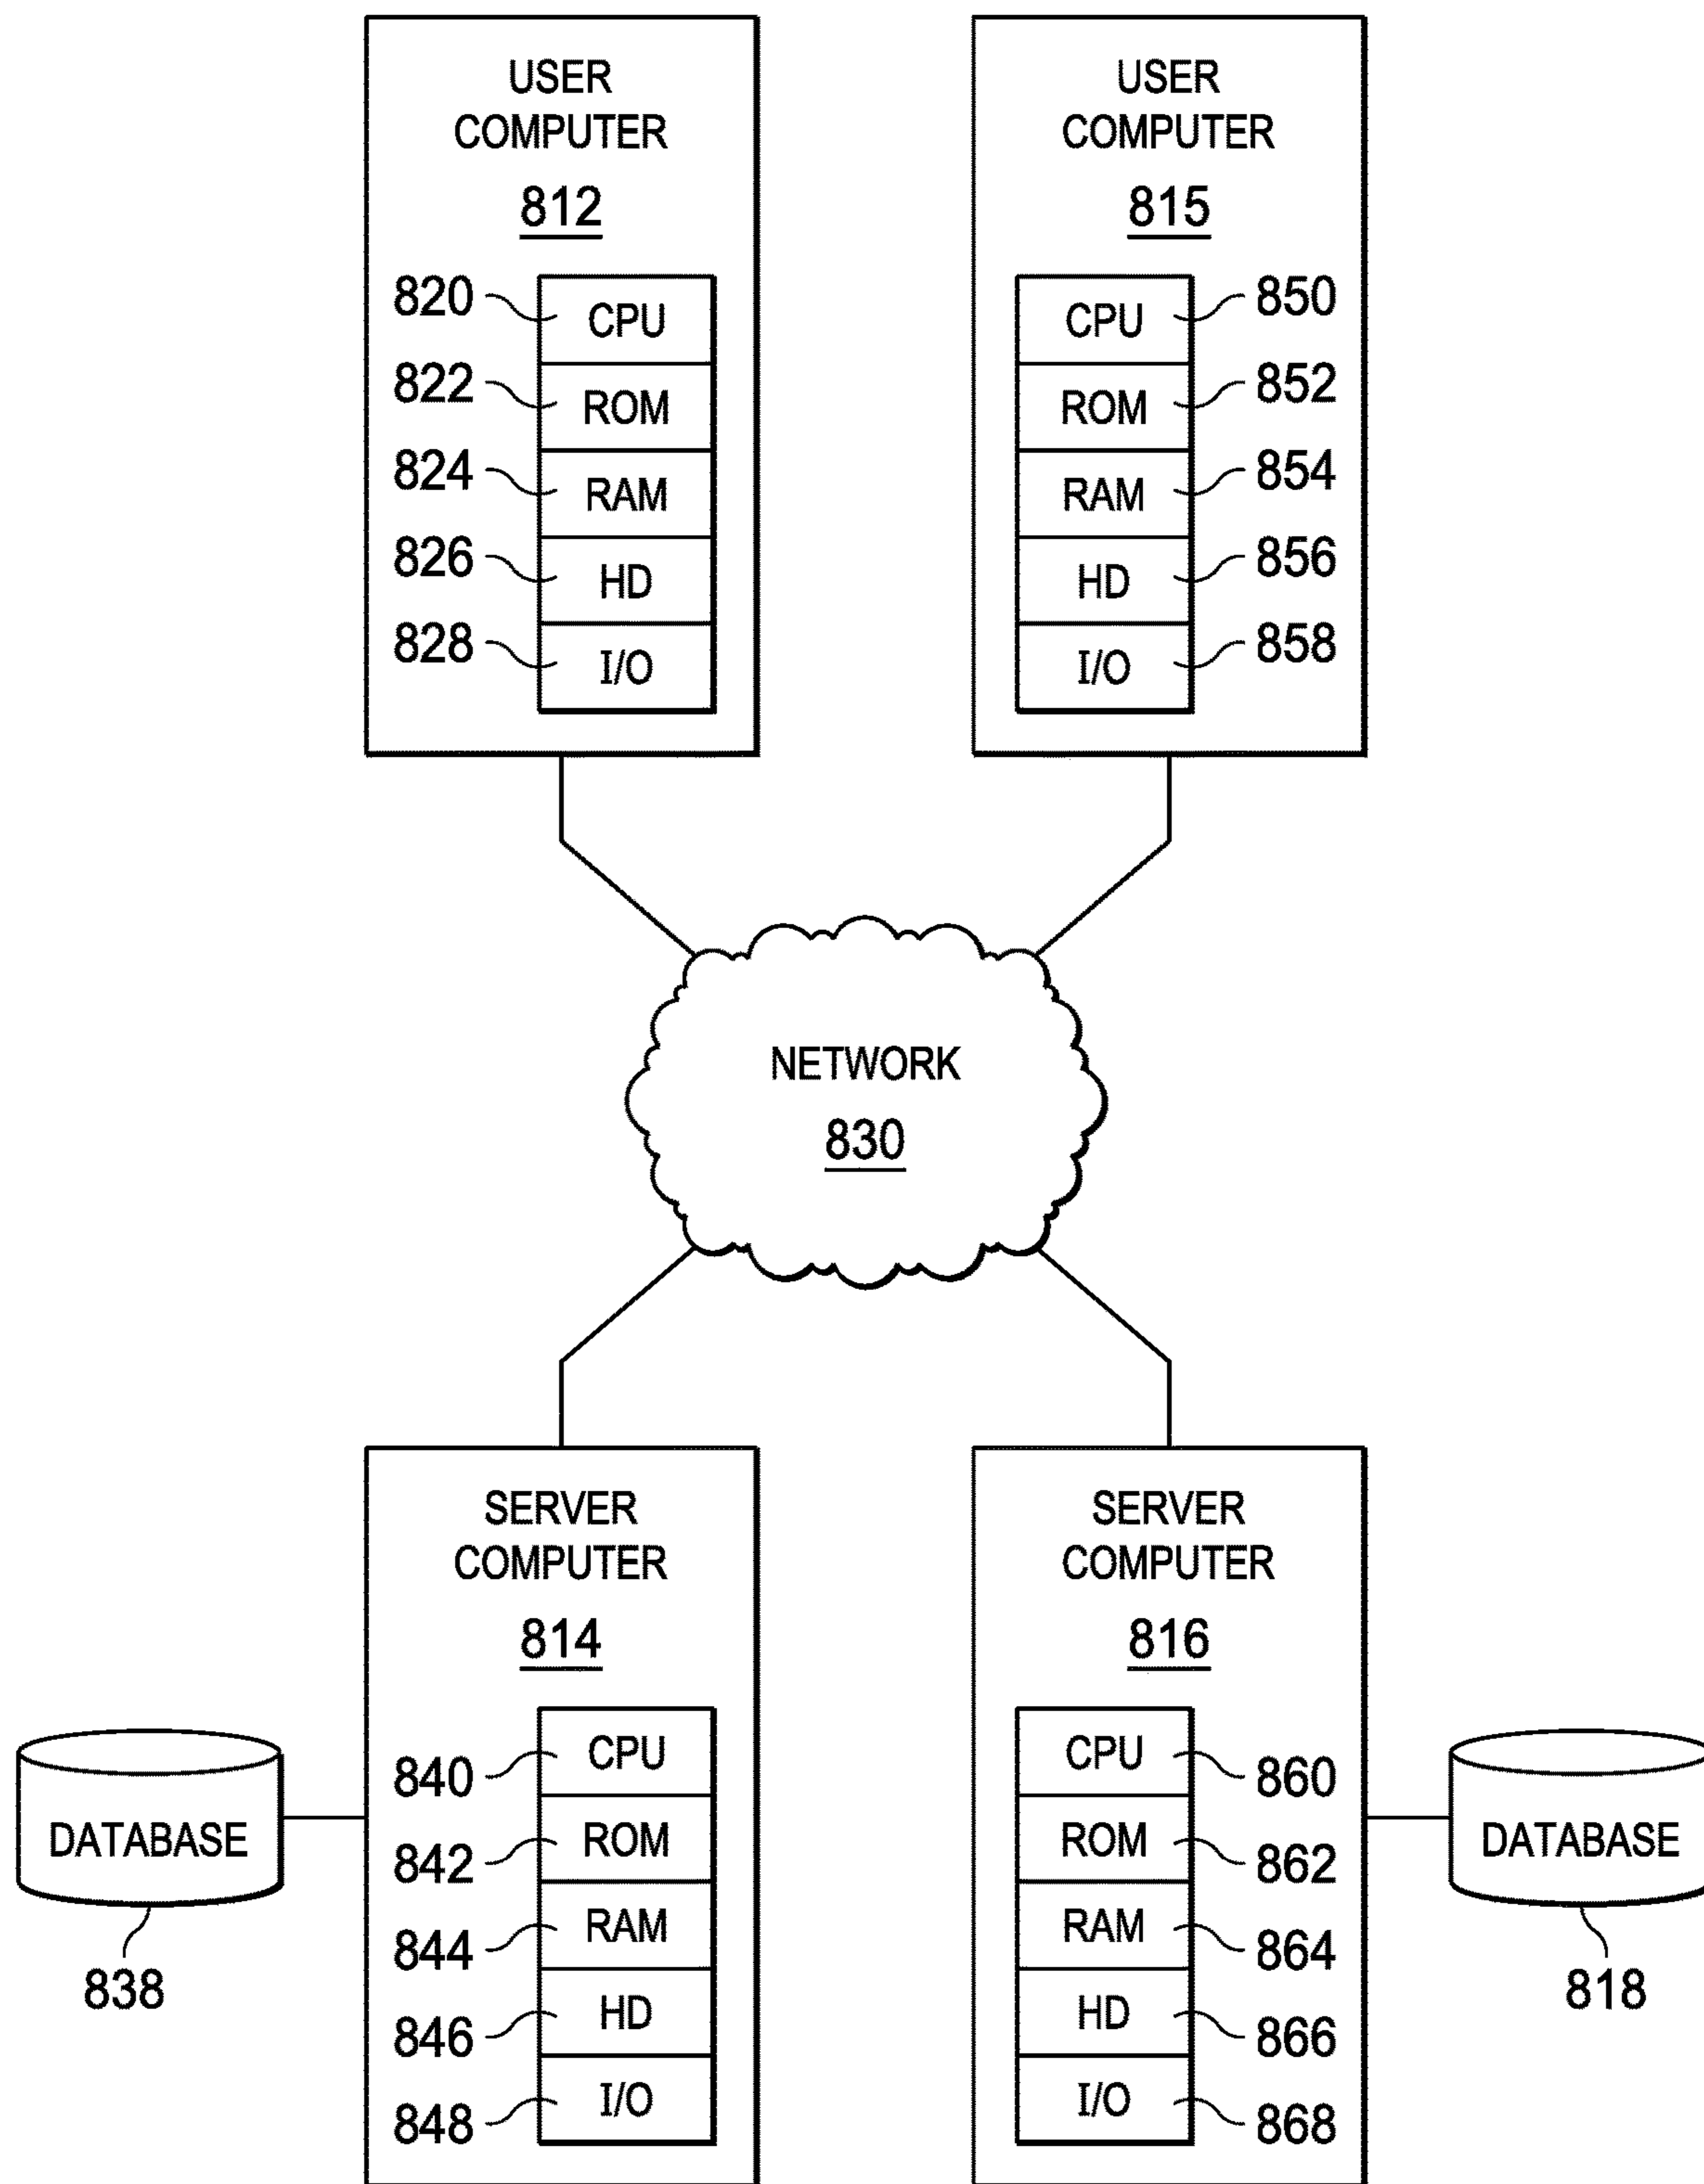 USER
COMPUTER
812
820 CPU
822 ROM
824 RAM
826 HD
828 I/O
USER
COMPUTER
815
CPU 850
ROM 852
RAM 854
HD 856
I/O 858
NETWORK
830
SERVER
COMPUTER
814
840 CPU
842 ROM
844 RAM
846 HD
848 I/O
DATABASE
838
SERVER
COMPUTER
816
CPU 860
ROM 862
RAM 864
HD 866
I/O 868
DATABASE
818